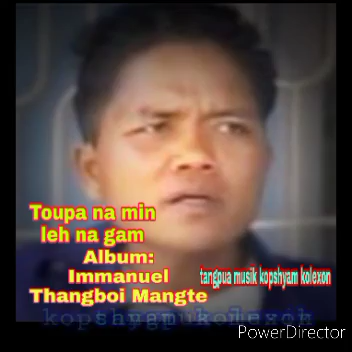 Toupa na min
leh na gam
Album:
Immanuel
Thangboi Mangte
tangpua musik kopshyam kolexon
PowerDirector